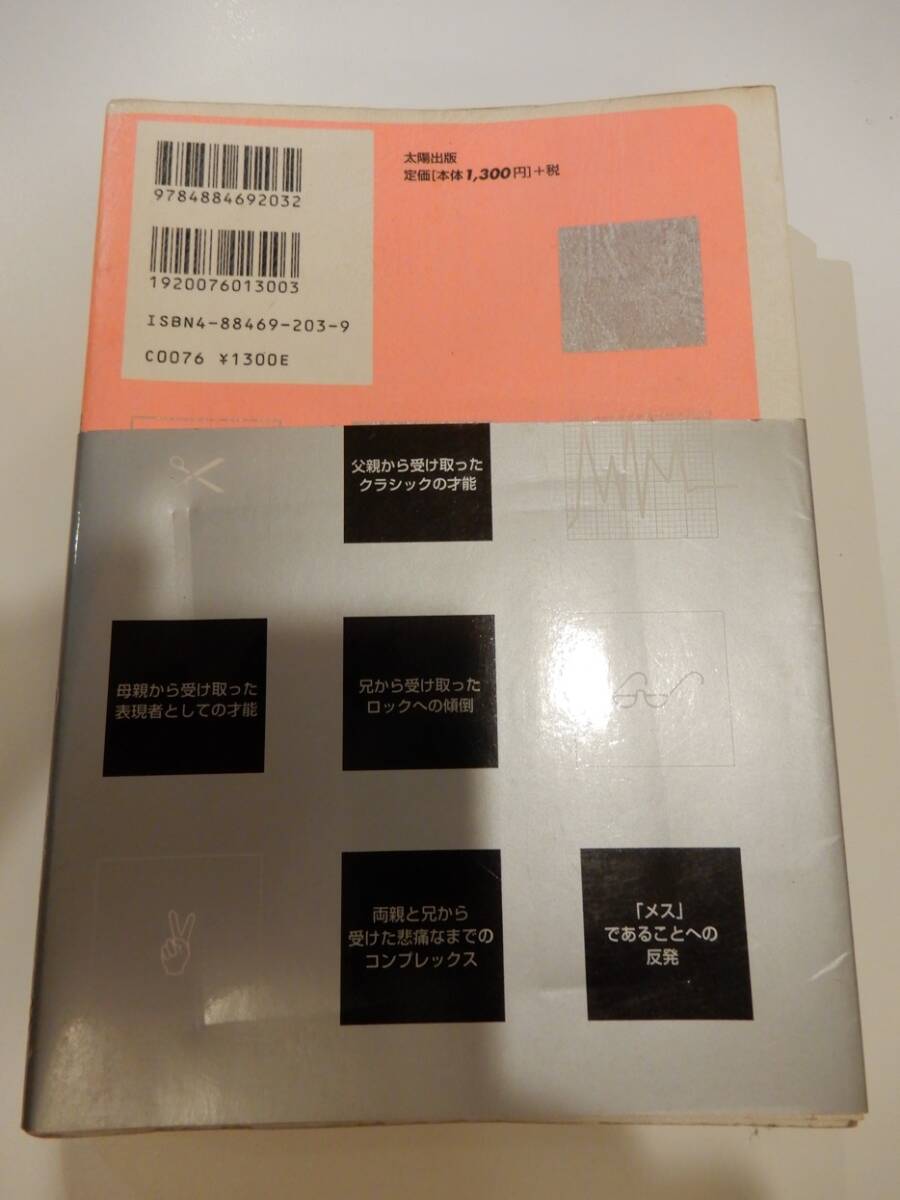 9784884692032
1920076013003
ISBN4-88469-203-9
C0076 ¥1300E
太陽出版
定価[本体1,300円]+税
父親から受け取った
クラシックの才能
母親から受け取った
表現者としての才能
兄から受け取った
ロックへの傾倒
両親と兄から
受けた悲痛なまでの
コンプレックス
「メス」
であることへの
反発